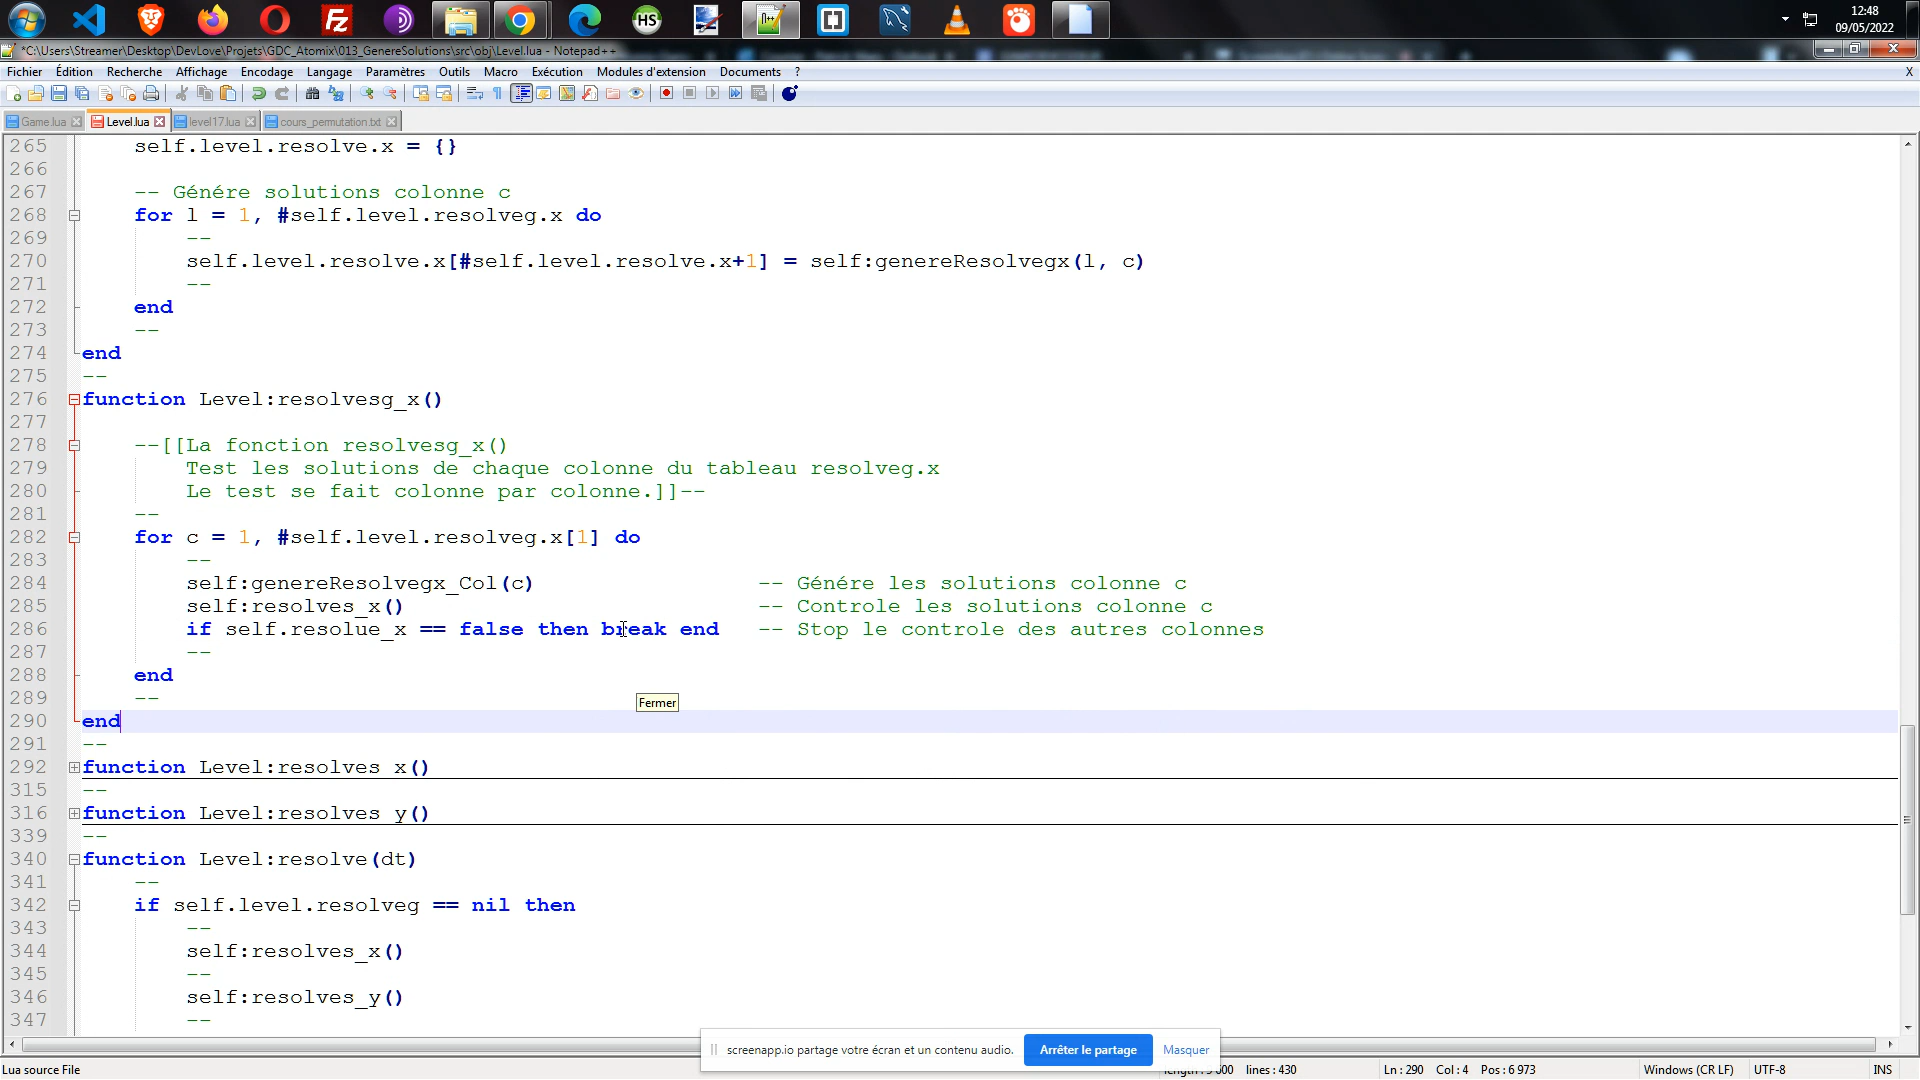 12:48
09/05/2022
*C:\Users\Streamer\Desktop\DevLove\Projets\GDC_Atomix\013_GenereSolutions\src\obj\Level.lua - Notepad++
Fichier Édition Recherche Affichage Encodage Langage Paramètres Outils Macro Exécution Modules d'extension Documents ? X
Game.lua Level.lua level17.lua cours_permutation.txt
265 self.level.resolve.x = {}
266
267 -- Génére solutions colonne c
268 for l = 1, #self.level.resolveg.x do
269 --
270 self.level.resolve.x[#self.level.resolve.x+1] = self:genereResolvegx(l, c)
271 --
272 end
273 --
274 end
275 --
276 function Level:resolvesg_x()
277
278 --[[La fonction resolvesg_x()
279 Test les solutions de chaque colonne du tableau resolveg.x
280 Le test se fait colonne par colonne.]]--
281 --
282 for c = 1, #self.level.resolveg.x[1] do
283 --
284 self:genereResolvegx_Col(c) -- Génére les solutions colonne c
285 self:resolves_x() -- Controle les solutions colonne c
286 if self.resolue_x == false then break end -- Stop le controle des autres colonnes
287 --
288 end
289 --
Fermer
290 end
291 --
292 function Level:resolves_x()
315 --
316 function Level:resolves_y()
339 --
340 function Level:resolve(dt)
341 --
342 if self.level.resolveg == nil then
343 --
344 self:resolves_x()
345 --
346 self:resolves_y()
347 --
screenapp.io partage votre écran et un contenu audio. Arrêter le partage Masquer
Lua source File lines : 430 Ln : 290 Col : 4 Pos : 6 973 Windows (CR LF) UTF-8 INS